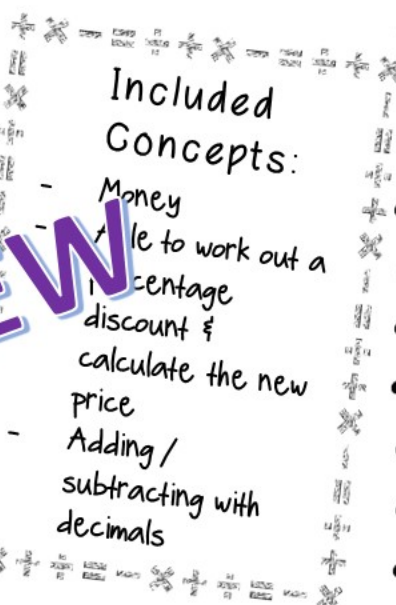 Included
Concepts:
- Money
- le to work out a
centage
discount &
calculate the new
price
- Adding /
subtracting with
decimals
EW